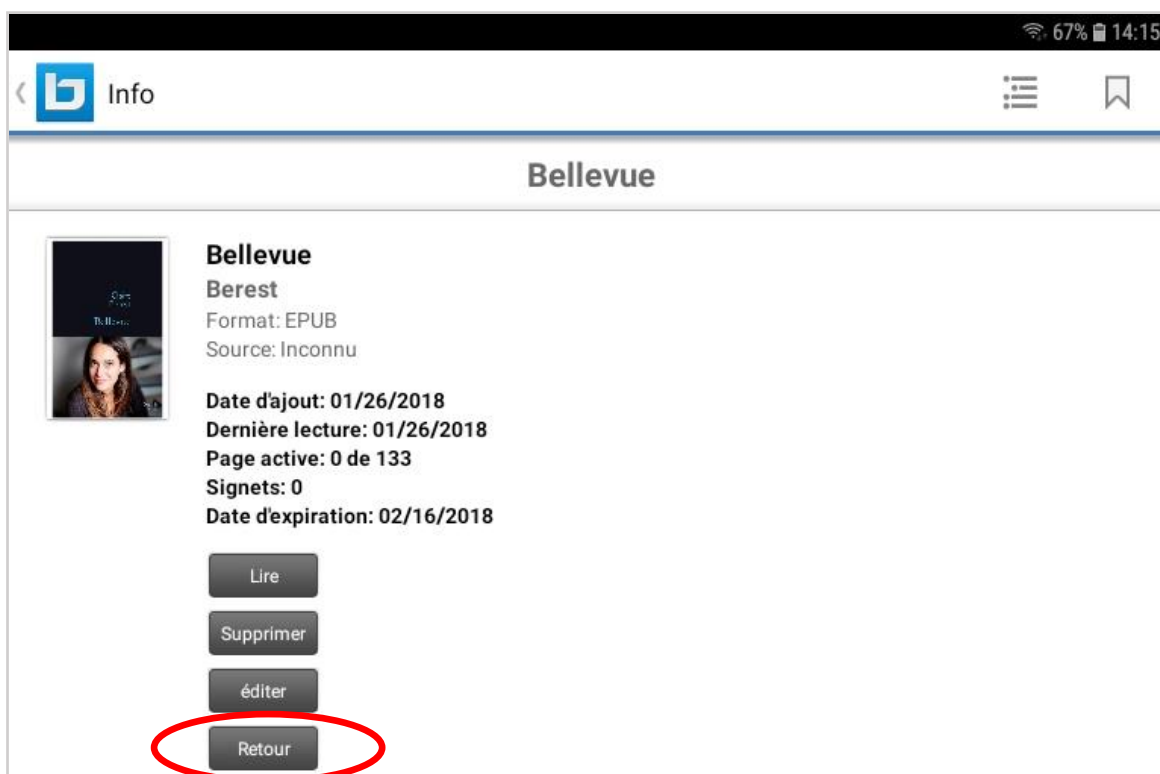 67% 14:15
Info
Bellevue
Bellevue
Berest
Format: EPUB
Source: Inconnu
Date d'ajout: 01/26/2018
Dernière lecture: 01/26/2018
Page active: 0 de 133
Signets: 0
Date d'expiration: 02/16/2018
Lire
Supprimer
éditer
Retour
Bellevue